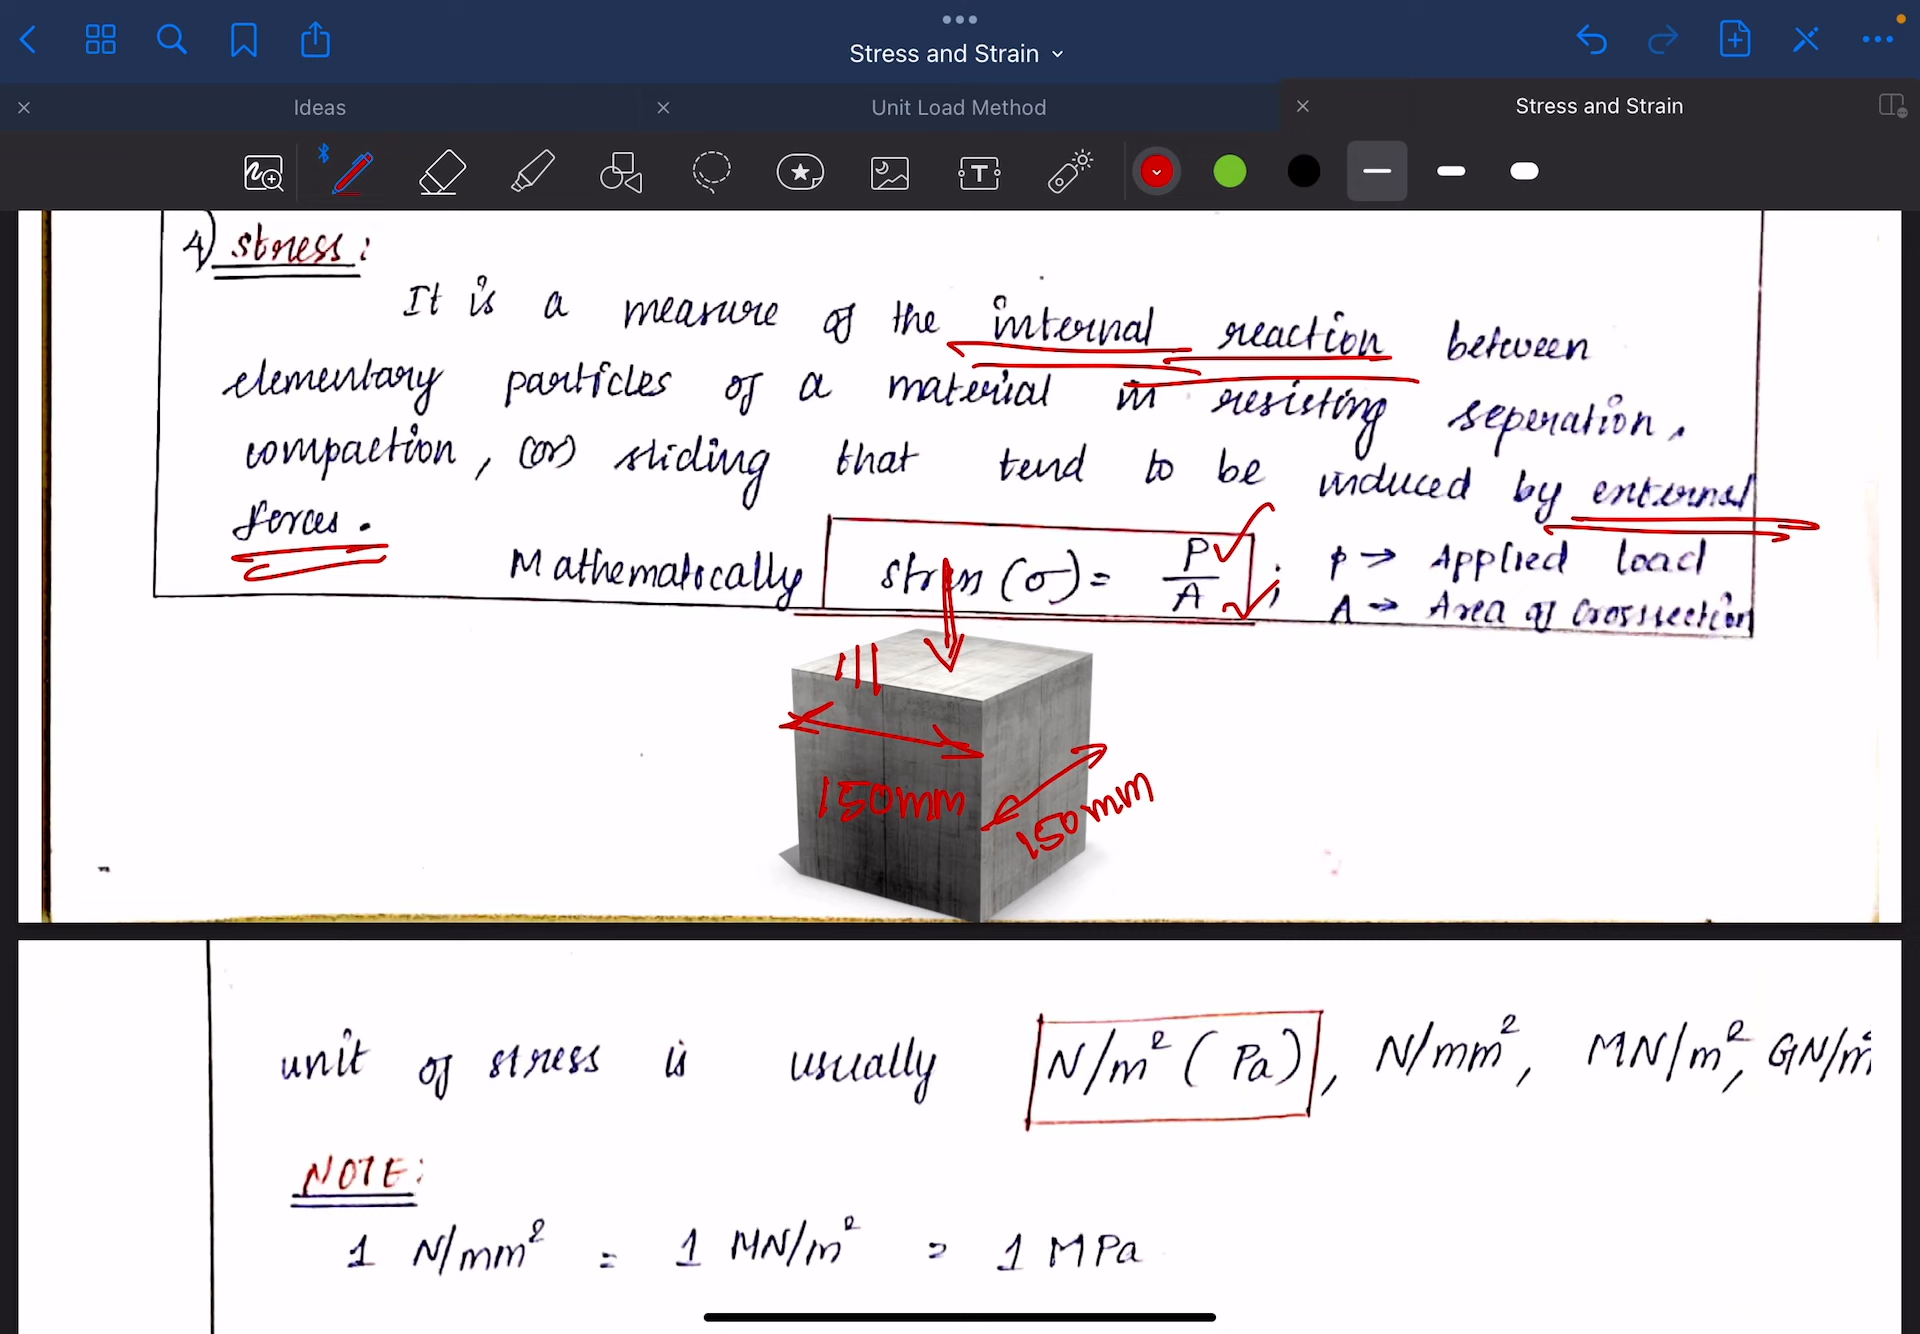 Stress and Strain
Ideas
Unit Load Method
Stress and Strain
T
4) stress:
It is a measure of the internal reaction between
elementary particles of a material in resisting seperation,
compaction, (or) sliding that tend to be induced by external
forces.
Mathematically stress (σ) = P/A ; P → Applied load
A → Area of crosssection
150mm
150mm
unit of stress is usually N/m² (Pa), N/mm², MN/m², GN/m²
NOTE:
1 N/mm² = 1 MN/m² = 1 MPa